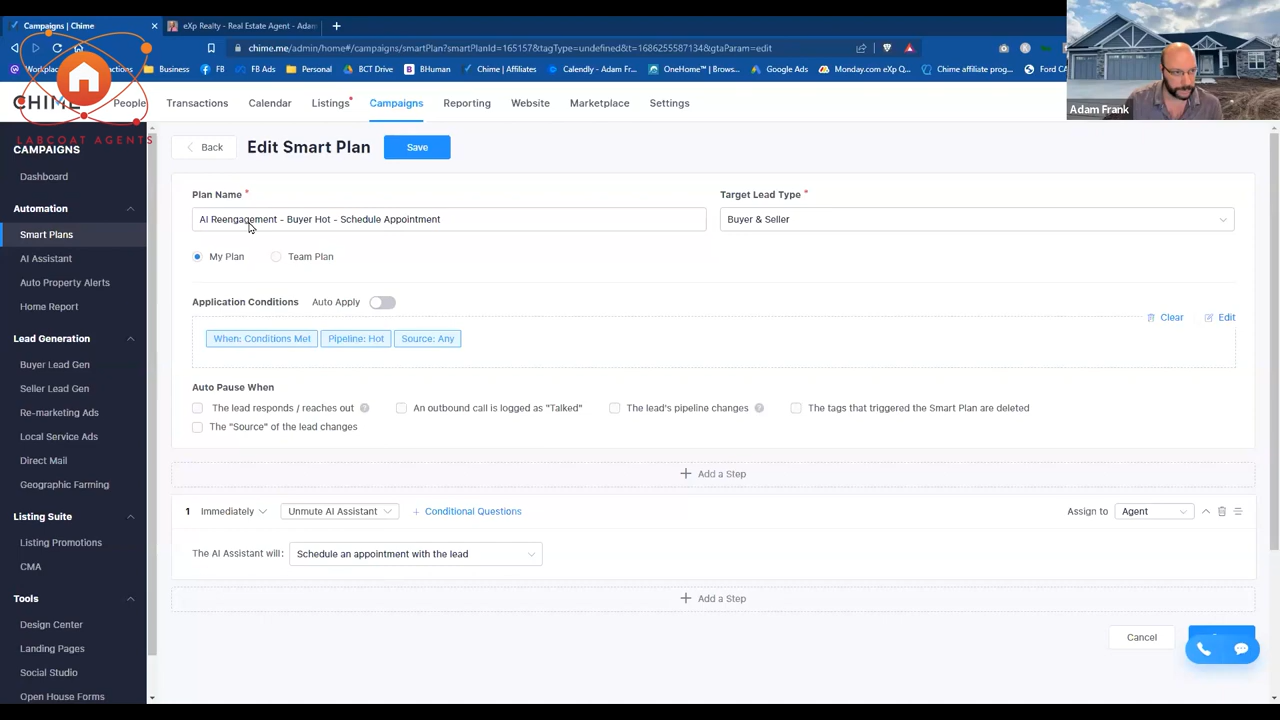 Campaigns | Chime
eXp Realty - Real Estate Agent - Adam
chime.me/admin/home#/campaigns/smartPlan?smartPlanId=165157&tagType=undefined&t=1686255587134&gtaParam=edit
Business
FB
FB Ads
Personal
BCT Drive
BHuman
Chime | Affiliates
Calendly - Adam Fr...
OneHome™ | Brows...
Google Ads
Monday.com eXp Q...
Chime affiliate prog...
Ford CA
Adam Frank
CHIME
People
Transactions
Calendar
Listings
Campaigns
Reporting
Website
Marketplace
Settings
LABCOAT AGENTS
CAMPAIGNS
Dashboard
Automation
Smart Plans
AI Assistant
Auto Property Alerts
Home Report
Lead Generation
Buyer Lead Gen
Seller Lead Gen
Re-marketing Ads
Local Service Ads
Direct Mail
Geographic Farming
Listing Suite
Listing Promotions
CMA
Tools
Design Center
Landing Pages
Social Studio
Open House Forms
Back
Edit Smart Plan
Save
Plan Name *
Target Lead Type *
AI Reengagement - Buyer Hot - Schedule Appointment
Buyer & Seller
My Plan
Team Plan
Application Conditions
Auto Apply
Clear
Edit
When: Conditions Met
Pipeline: Hot
Source: Any
Auto Pause When
The lead responds / reaches out
An outbound call is logged as "Talked"
The lead's pipeline changes
The tags that triggered the Smart Plan are deleted
The "Source" of the lead changes
+ Add a Step
1 Immediately
Unmute AI Assistant
+ Conditional Questions
Assign to
Agent
The AI Assistant will:
Schedule an appointment with the lead
+ Add a Step
Cancel